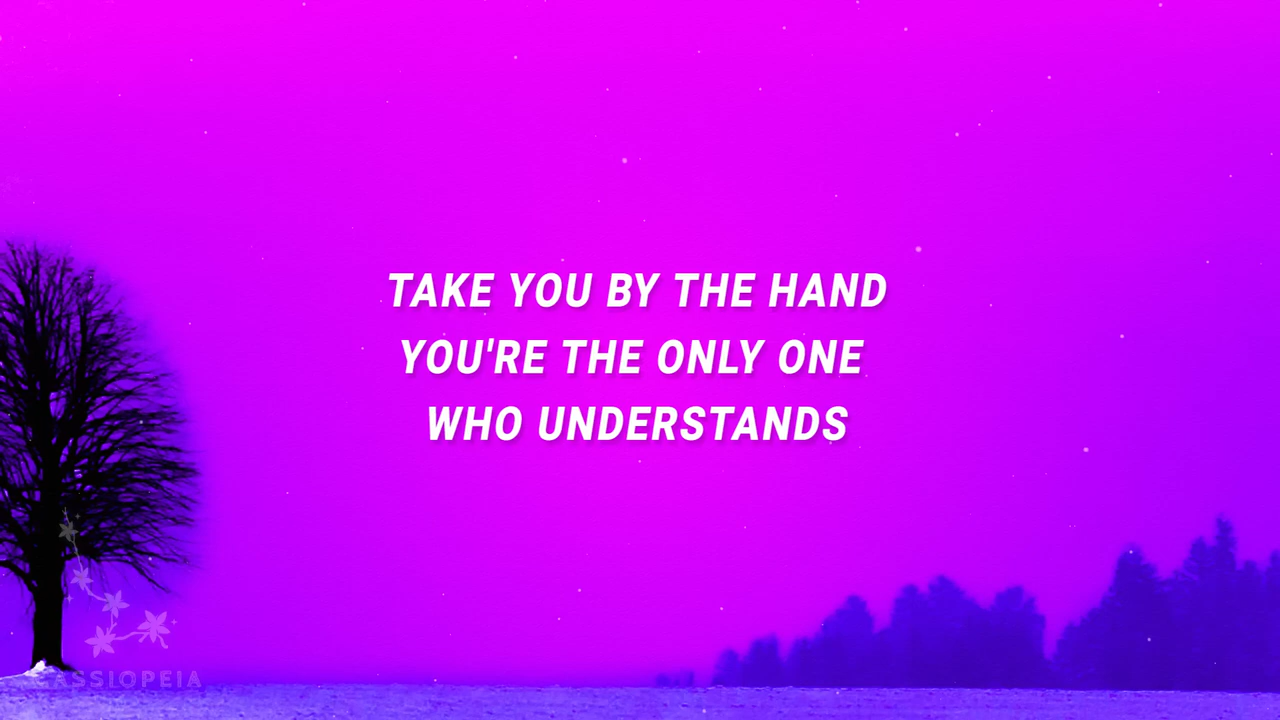 TAKE YOU BY THE HAND
YOU'RE THE ONLY ONE
WHO UNDERSTANDS
CASSIOPEIA